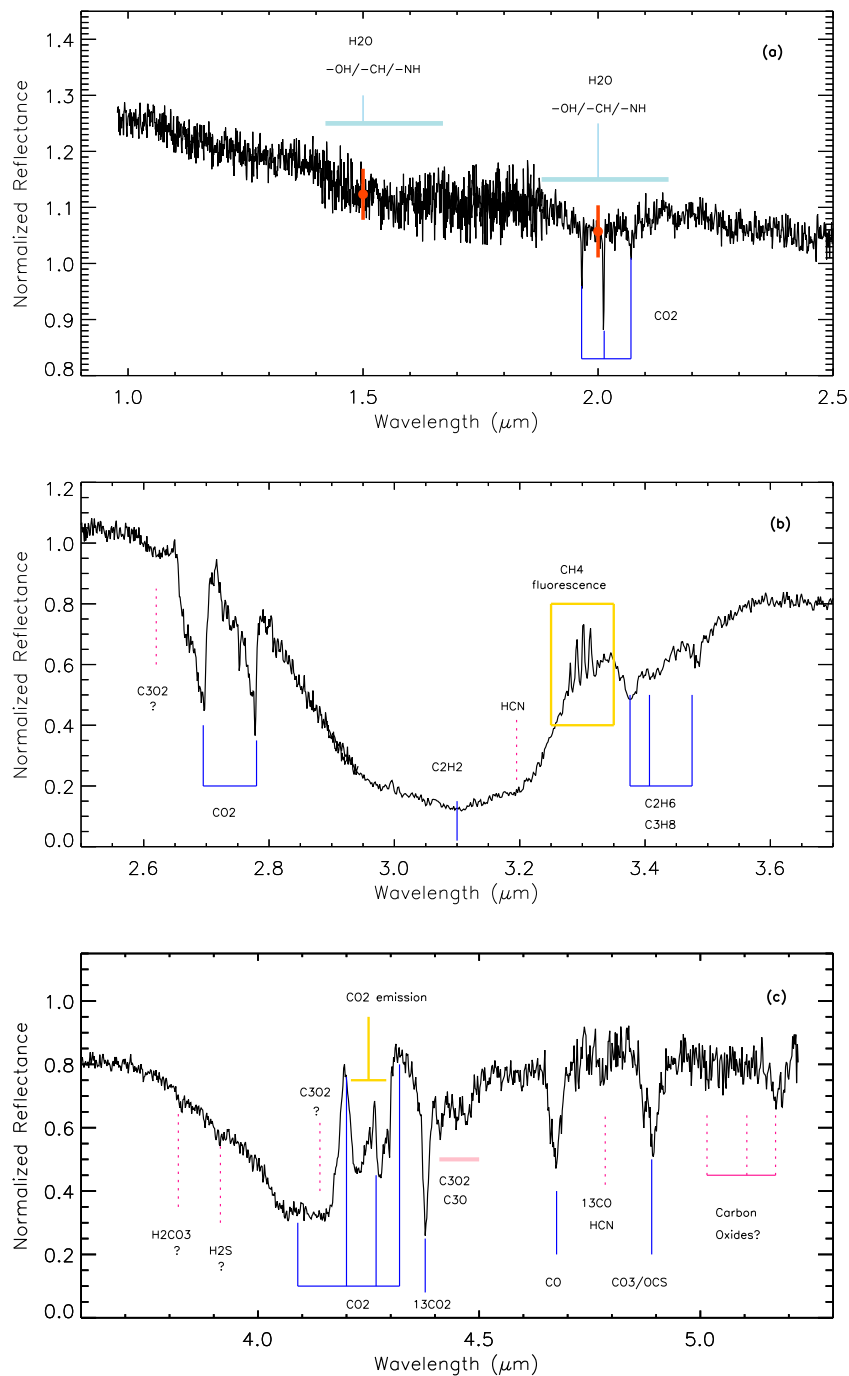 (a)
H2O
-OH/-CH/-NH
H2O
-OH/-CH/-NH
CO2
1.4
1.3
1.2
1.1
1.0
0.9
0.8
Normalized Reflectance
1.0 1.5 2.0 2.5
Wavelength (μm)
(b)
CH4
fluorescence
C3O2
?
HCN
C2H2
CO2
C2H6
C3H8
1.2
1.0
0.8
0.6
0.4
0.2
0.0
Normalized Reflectance
2.6 2.8 3.0 3.2 3.4 3.6
Wavelength (μm)
(c)
CO2 emission
C3O2
?
C3O2
C3O
13CO
HCN
H2CO3
?
H2S
?
Carbon
Oxides?
CO2
13CO2
CO
CO3/OCS
1.0
0.8
0.6
0.4
0.2
0.0
Normalized Reflectance
4.0 4.5 5.0
Wavelength (μm)